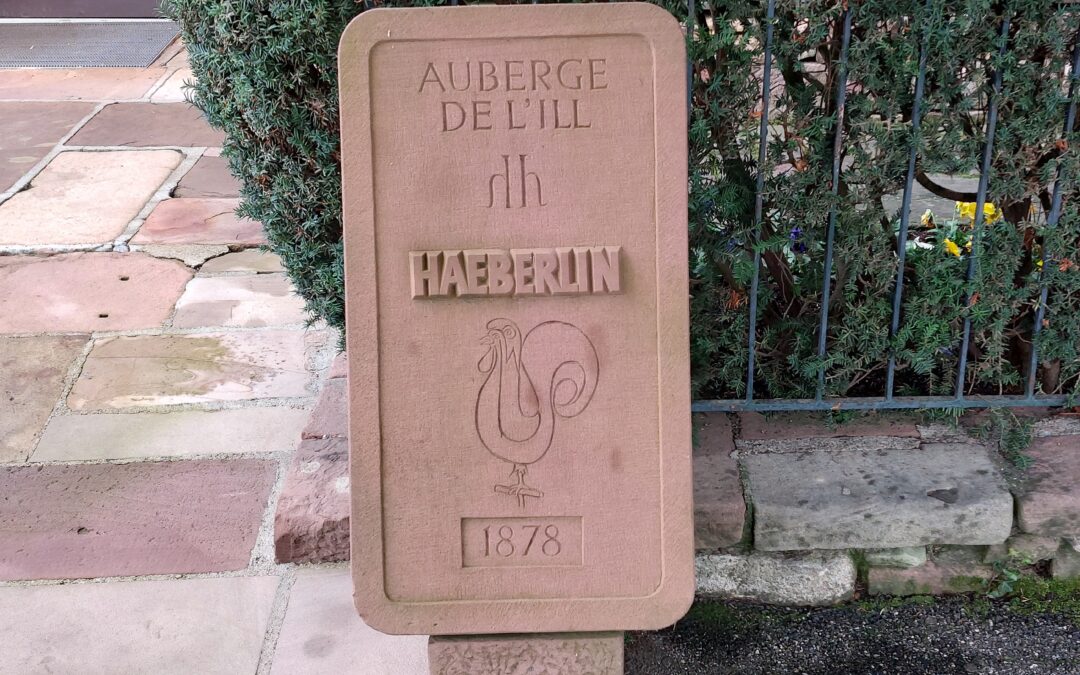 AUBERGE
DE L'ILL
HAEBERLIN
1878